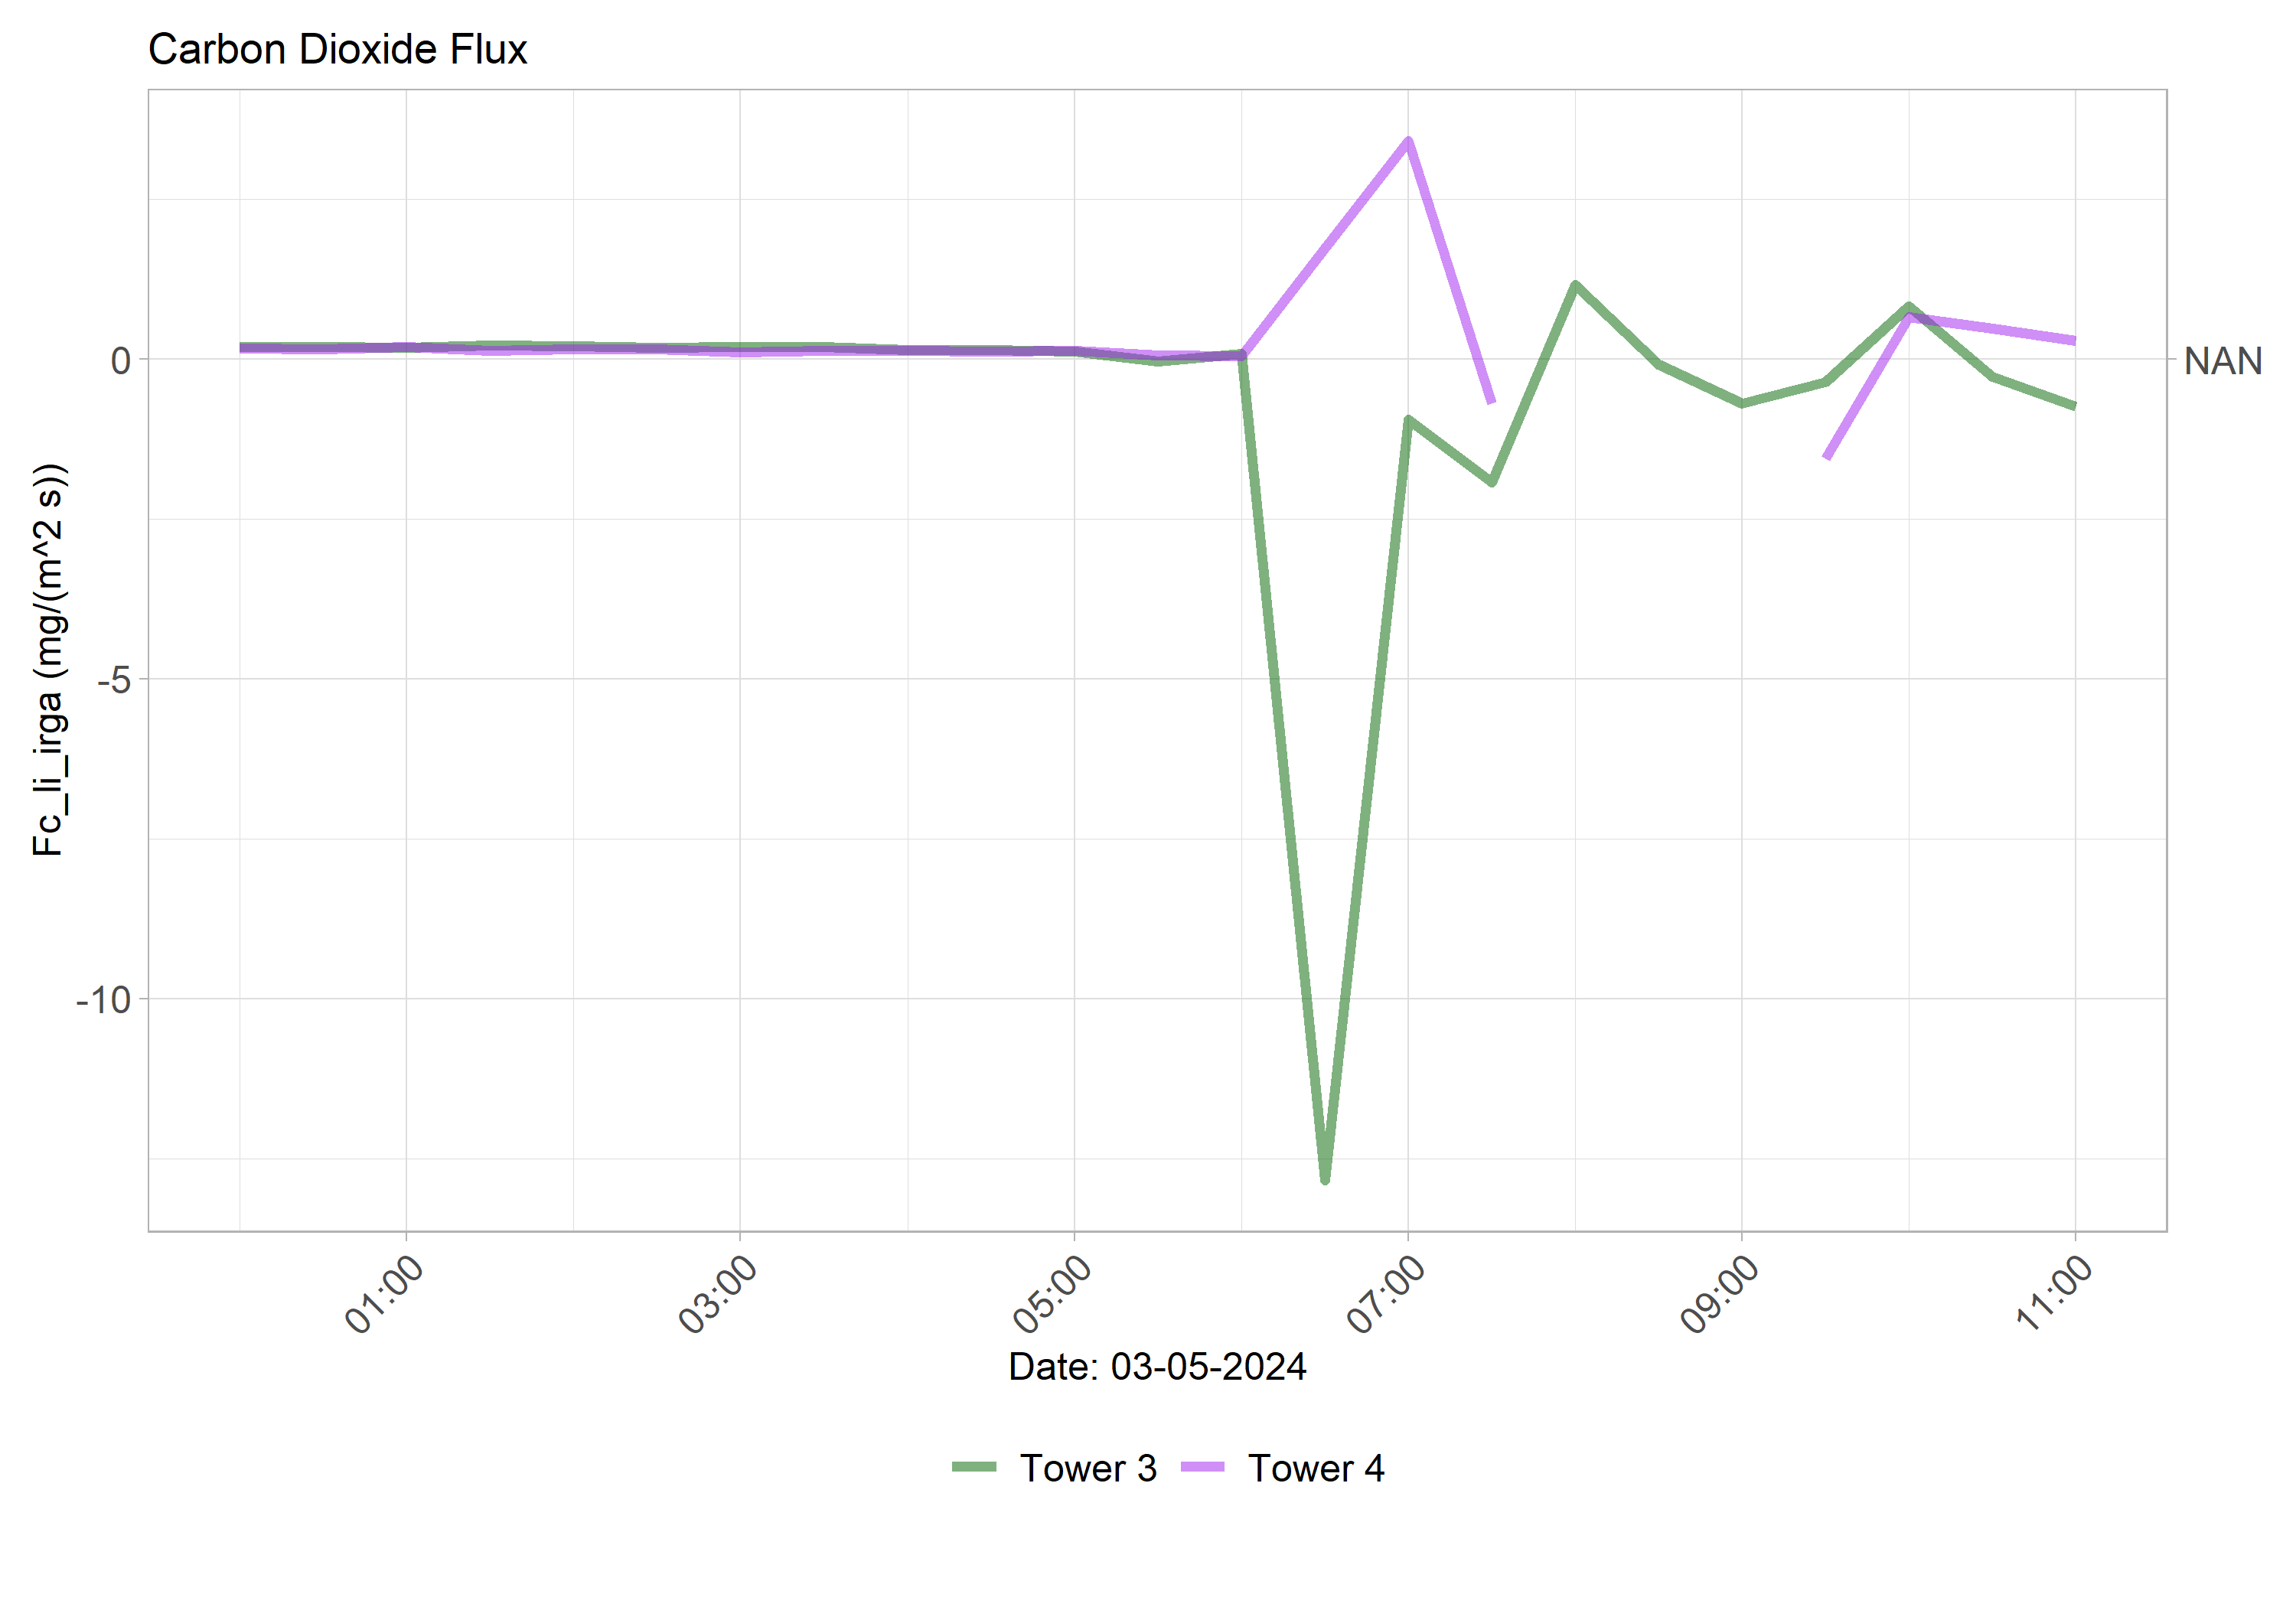 Carbon Dioxide Flux
Fc_li_irga (mg/(m^2 s))
0
-5
-10
NAN
01:00
03:00
05:00
07:00
09:00
11:00
Date: 03-05-2024
Tower 3
Tower 4